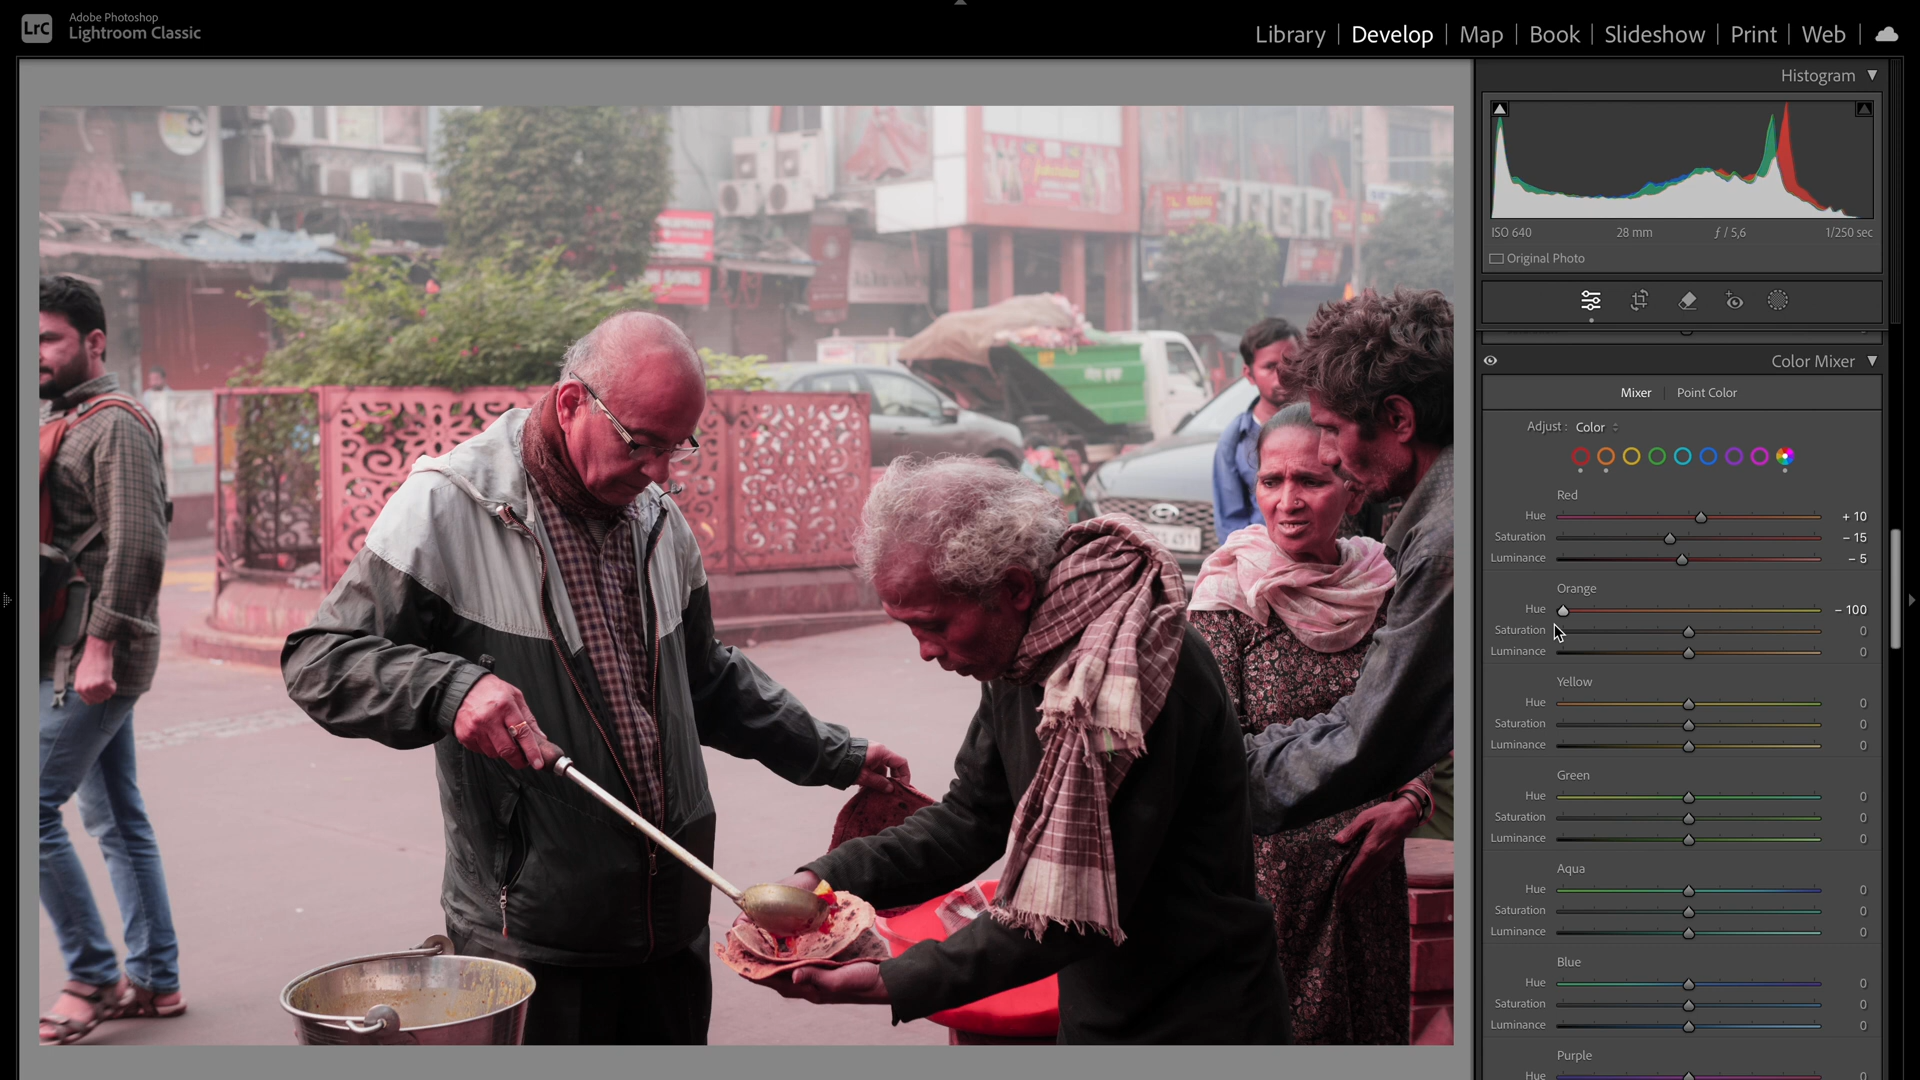 LrC
Adobe Photoshop
Lightroom Classic
Library | Develop | Map | Book | Slideshow | Print | Web
Histogram
ISO 640 28 mm ƒ / 5,6 1/250 sec
Original Photo
Color Mixer
Mixer | Point Color
Adjust : Color
Red
Hue + 10
Saturation – 15
Luminance – 5
Orange
Hue – 100
Saturation 0
Luminance 0
Yellow
Hue 0
Saturation 0
Luminance 0
Green
Hue 0
Saturation 0
Luminance 0
Aqua
Hue 0
Saturation 0
Luminance 0
Blue
Hue 0
Saturation 0
Luminance 0
Purple
Hue 0